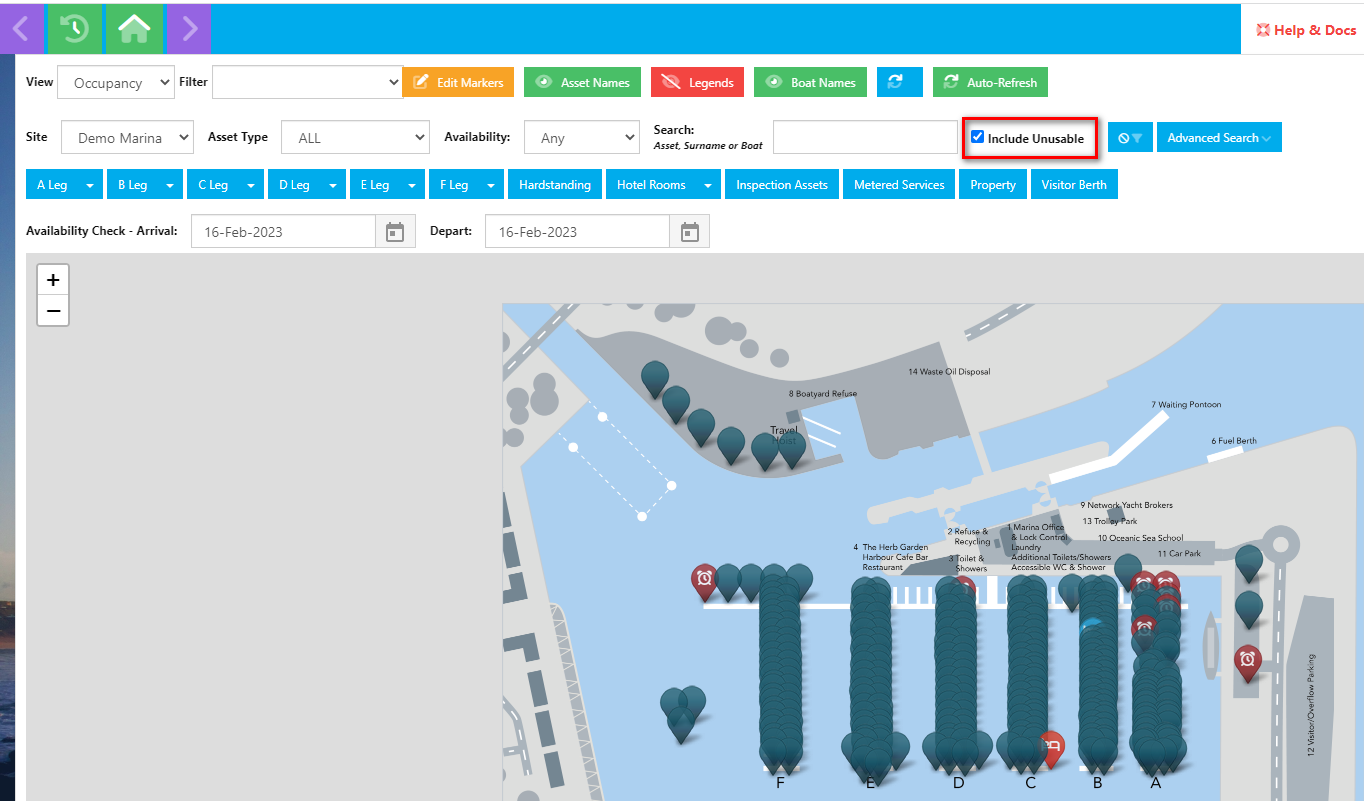 Help & Docs
View Occupancy Filter Edit Markers Asset Names Legends Boat Names Auto-Refresh
Site Demo Marina Asset Type ALL Availability: Any Search: Include Unusable Advanced Search
Asset, Surname or Boat
A Leg B Leg C Leg D Leg E Leg F Leg Hardstanding Hotel Rooms Inspection Assets Metered Services Property Visitor Berth
Availability Check - Arrival: 16-Feb-2023 Depart: 16-Feb-2023
+
−
14 Waste Oil Disposal
8 Boatyard Refuse
7 Waiting Pontoon
Travel
Hoist
6 Fuel Berth
9 Network Yacht Brokers
13 Trolley Park
2 Refuse &
Recycling
1 Marina Office
& Lock Control
Laundry
Additional Toilets/Showers
Accessible WC & Shower
10 Oceanic Sea School
11 Car Park
4 The Herb Garden
Harbour Cafe Bar
Restaurant
3 Toilet &
Showers
12 Visitor/Overflow Parking
F E D C B A